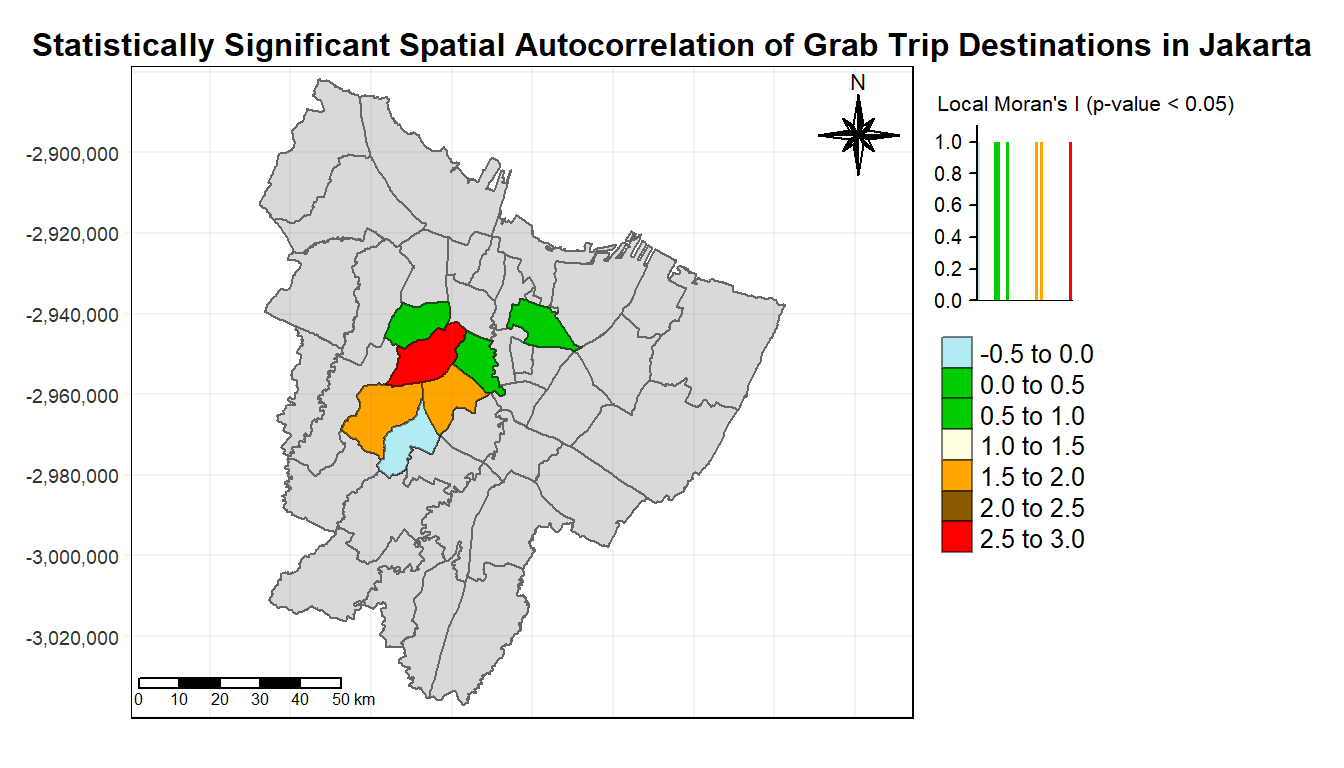 Statistically Significant Spatial Autocorrelation of Grab Trip Destinations in Jakarta
N
Local Moran's I (p-value < 0.05)
1.0
0.8
0.6
0.4
0.2
0.0
-0.5 to 0.0
0.0 to 0.5
0.5 to 1.0
1.0 to 1.5
1.5 to 2.0
2.0 to 2.5
2.5 to 3.0
-2,900,000
-2,920,000
-2,940,000
-2,960,000
-2,980,000
-3,000,000
-3,020,000
0 10 20 30 40 50 km